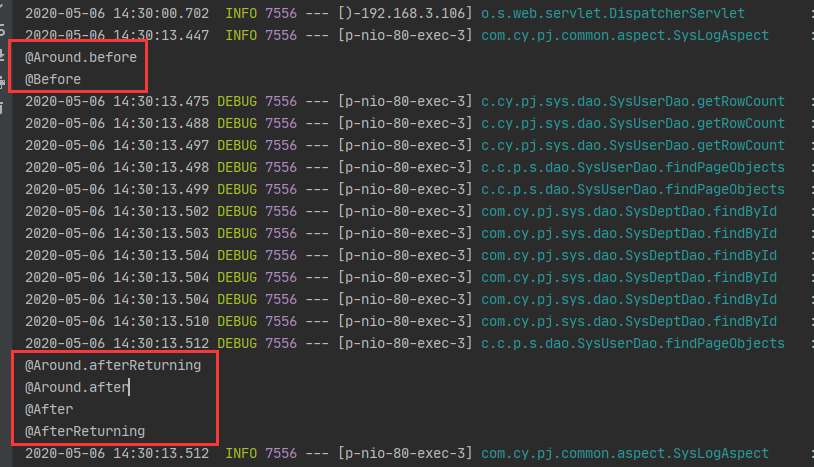 2020-05-06 14:30:00.702  INFO 7556 --- [)-192.168.3.106] o.s.web.servlet.DispatcherServlet        :
2020-05-06 14:30:13.447  INFO 7556 --- [p-nio-80-exec-3] com.cy.pj.common.aspect.SysLogAspect     :
@Around.before
@Before
2020-05-06 14:30:13.475 DEBUG 7556 --- [p-nio-80-exec-3] c.cy.pj.sys.dao.SysUserDao.getRowCount   :
2020-05-06 14:30:13.488 DEBUG 7556 --- [p-nio-80-exec-3] c.cy.pj.sys.dao.SysUserDao.getRowCount   :
2020-05-06 14:30:13.497 DEBUG 7556 --- [p-nio-80-exec-3] c.cy.pj.sys.dao.SysUserDao.getRowCount   :
2020-05-06 14:30:13.498 DEBUG 7556 --- [p-nio-80-exec-3] c.c.p.s.dao.SysUserDao.findPageObjects   :
2020-05-06 14:30:13.499 DEBUG 7556 --- [p-nio-80-exec-3] c.c.p.s.dao.SysUserDao.findPageObjects   :
2020-05-06 14:30:13.502 DEBUG 7556 --- [p-nio-80-exec-3] com.cy.pj.sys.dao.SysDeptDao.findById    :
2020-05-06 14:30:13.503 DEBUG 7556 --- [p-nio-80-exec-3] com.cy.pj.sys.dao.SysDeptDao.findById    :
2020-05-06 14:30:13.504 DEBUG 7556 --- [p-nio-80-exec-3] com.cy.pj.sys.dao.SysDeptDao.findById    :
2020-05-06 14:30:13.504 DEBUG 7556 --- [p-nio-80-exec-3] com.cy.pj.sys.dao.SysDeptDao.findById    :
2020-05-06 14:30:13.504 DEBUG 7556 --- [p-nio-80-exec-3] com.cy.pj.sys.dao.SysDeptDao.findById    :
2020-05-06 14:30:13.510 DEBUG 7556 --- [p-nio-80-exec-3] com.cy.pj.sys.dao.SysDeptDao.findById    :
2020-05-06 14:30:13.512 DEBUG 7556 --- [p-nio-80-exec-3] c.c.p.s.dao.SysUserDao.findPageObjects   :
@Around.afterReturning
@Around.after
@After
@AfterReturning
2020-05-06 14:30:13.512  INFO 7556 --- [p-nio-80-exec-3] com.cy.pj.common.aspect.SysLogAspect     :